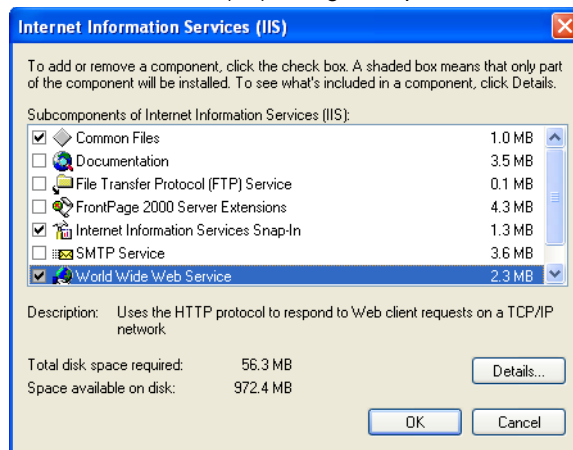 Internet Information Services (IIS)
To add or remove a component, click the check box. A shaded box means that only part
of the component will be installed. To see what's included in a component, click Details.
Subcomponents of Internet Information Services (IIS):
Common Files 1.0 MB
Documentation 3.5 MB
File Transfer Protocol (FTP) Service 0.1 MB
FrontPage 2000 Server Extensions 4.3 MB
Internet Information Services Snap-In 1.3 MB
SMTP Service 3.6 MB
World Wide Web Service 2.3 MB
Description: Uses the HTTP protocol to respond to Web client requests on a TCP/IP
network
Total disk space required: 56.3 MB
Details...
Space available on disk: 972.4 MB
OK Cancel